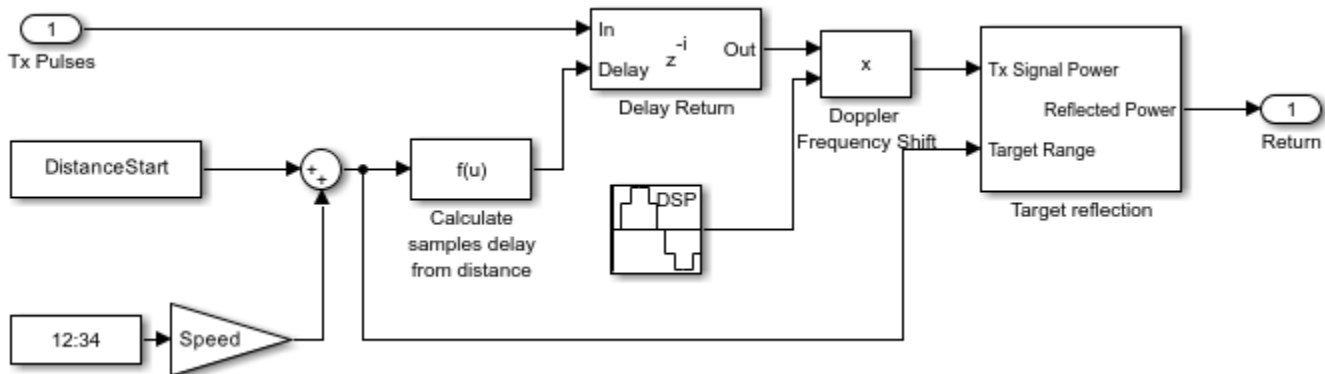 1
Tx Pulses
In
Delay
z-i
Out
Delay Return
x
Doppler
Frequency Shift
Tx Signal Power
Reflected Power
Target Range
Target reflection
1
Return
DistanceStart
++
f(u)
Calculate
samples delay
from distance
DSP
12:34
Speed